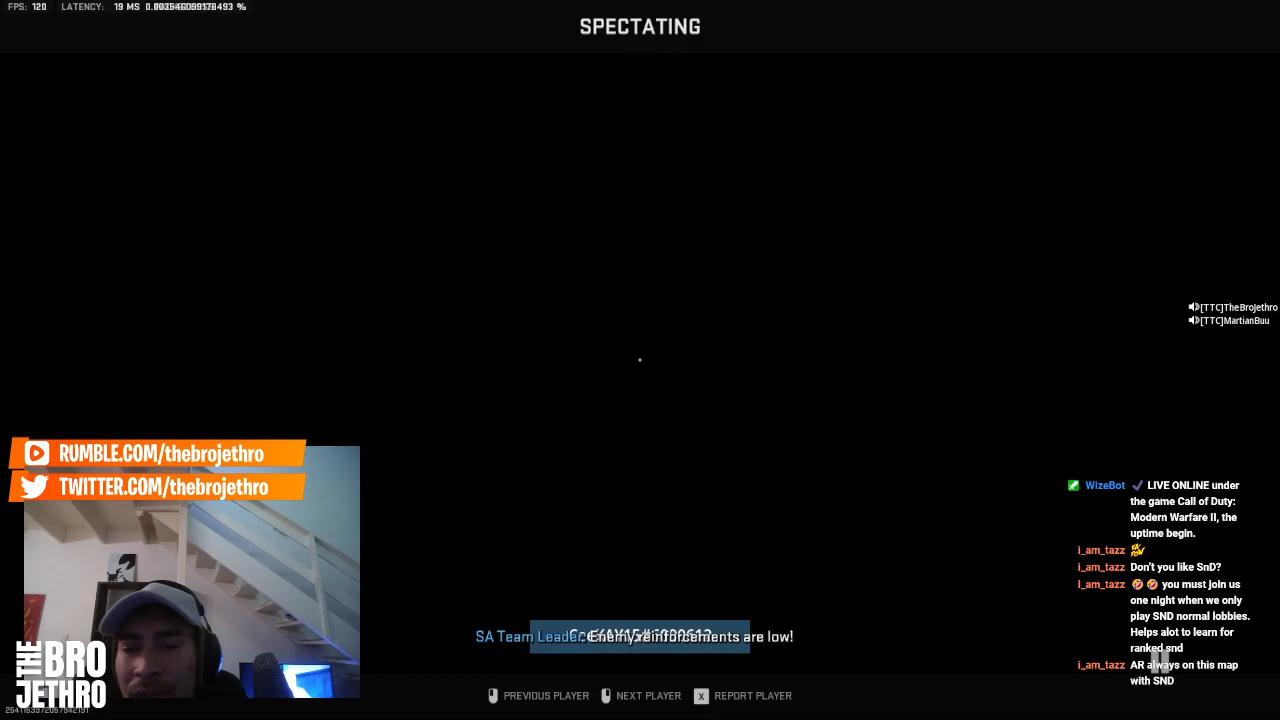 FPS: 120 LATENCY: 19 MS
SPECTATING
[TTC]TheBroJethro
[TTC]MartianBuu
RUMBLE.COM/thebrojethro
TWITTER.COM/thebrojethro
WizeBot ✔ LIVE ONLINE under
the game Call of Duty:
Modern Warfare II, the
uptime begin.
i_am_tazz
i_am_tazz Don't you like SnD?
i_am_tazz 🤣 🤣 you must join us
one night when we only
play SND normal lobbies.
Helps alot to learn for
ranked snd
i_am_tazz AR always on this map
with SND
SA Team Leader: Enemy reinforcements are low!
THE BRO
JETHRO
PREVIOUS PLAYER NEXT PLAYER X REPORT PLAYER